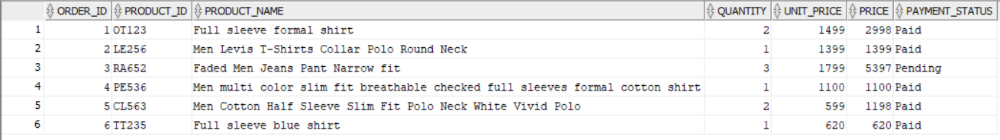 ORDER_ID PRODUCT_ID PRODUCT_NAME QUANTITY UNIT_PRICE PRICE PAYMENT_STATUS
1 1 OT123 Full sleeve formal shirt 2 1499 2998 Paid
2 2 LE256 Men Levis T-Shirts Collar Polo Round Neck 1 1399 1399 Paid
3 3 RA652 Faded Men Jeans Pant Narrow fit 3 1799 5397 Pending
4 4 PE536 Men multi color slim fit breathable checked full sleeves formal cotton shirt 1 1100 1100 Paid
5 5 CL563 Men Cotton Half Sleeve Slim Fit Polo Neck White Vivid Polo 2 599 1198 Paid
6 6 TT235 Full sleeve blue shirt 1 620 620 Paid